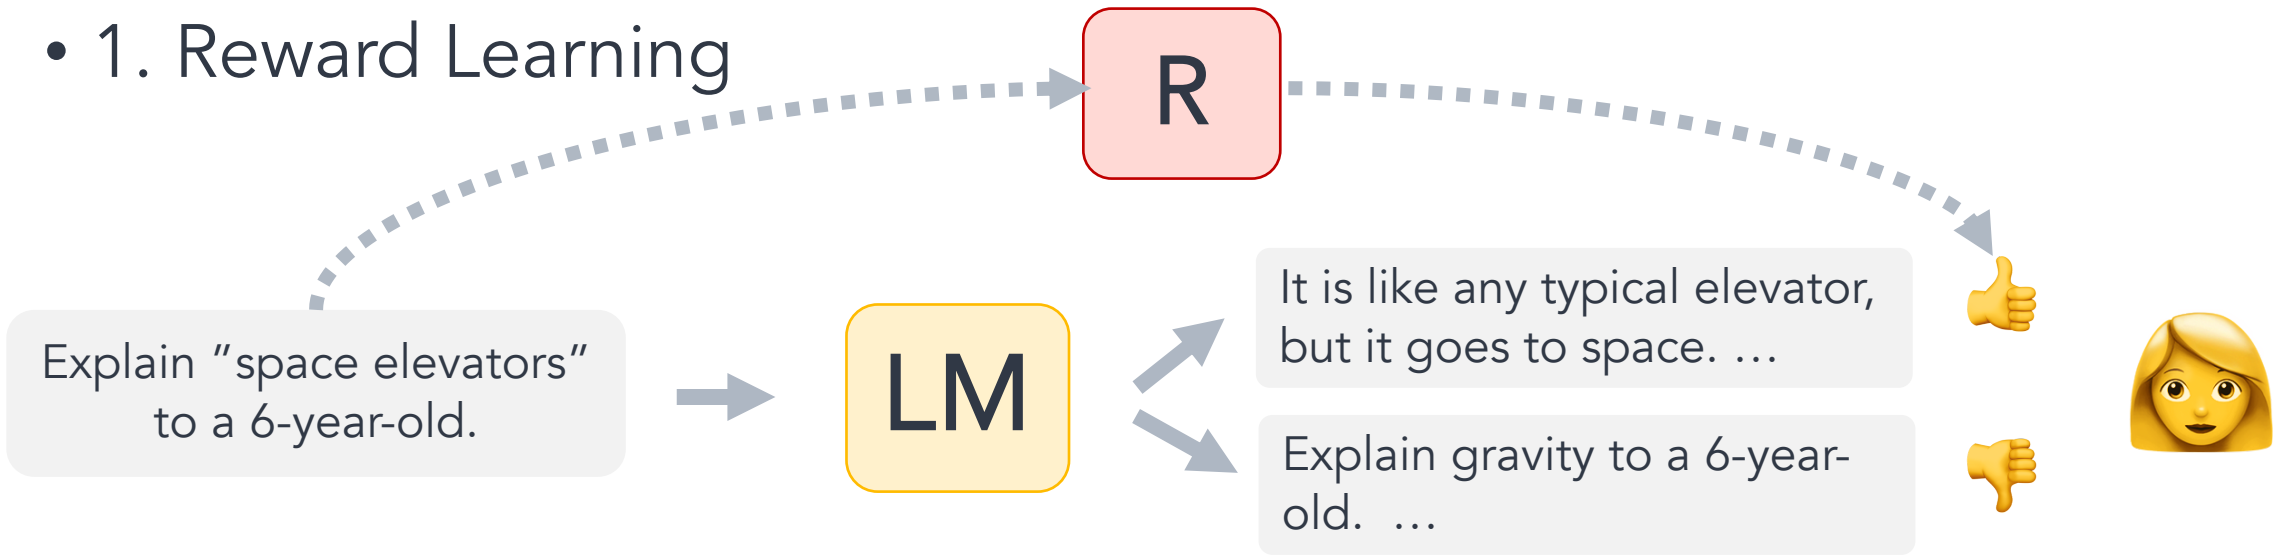 • 1. Reward Learning
R
Explain ”space elevators”
to a 6-year-old.
LM
It is like any typical elevator,
but it goes to space. …
Explain gravity to a 6-year-
old. …